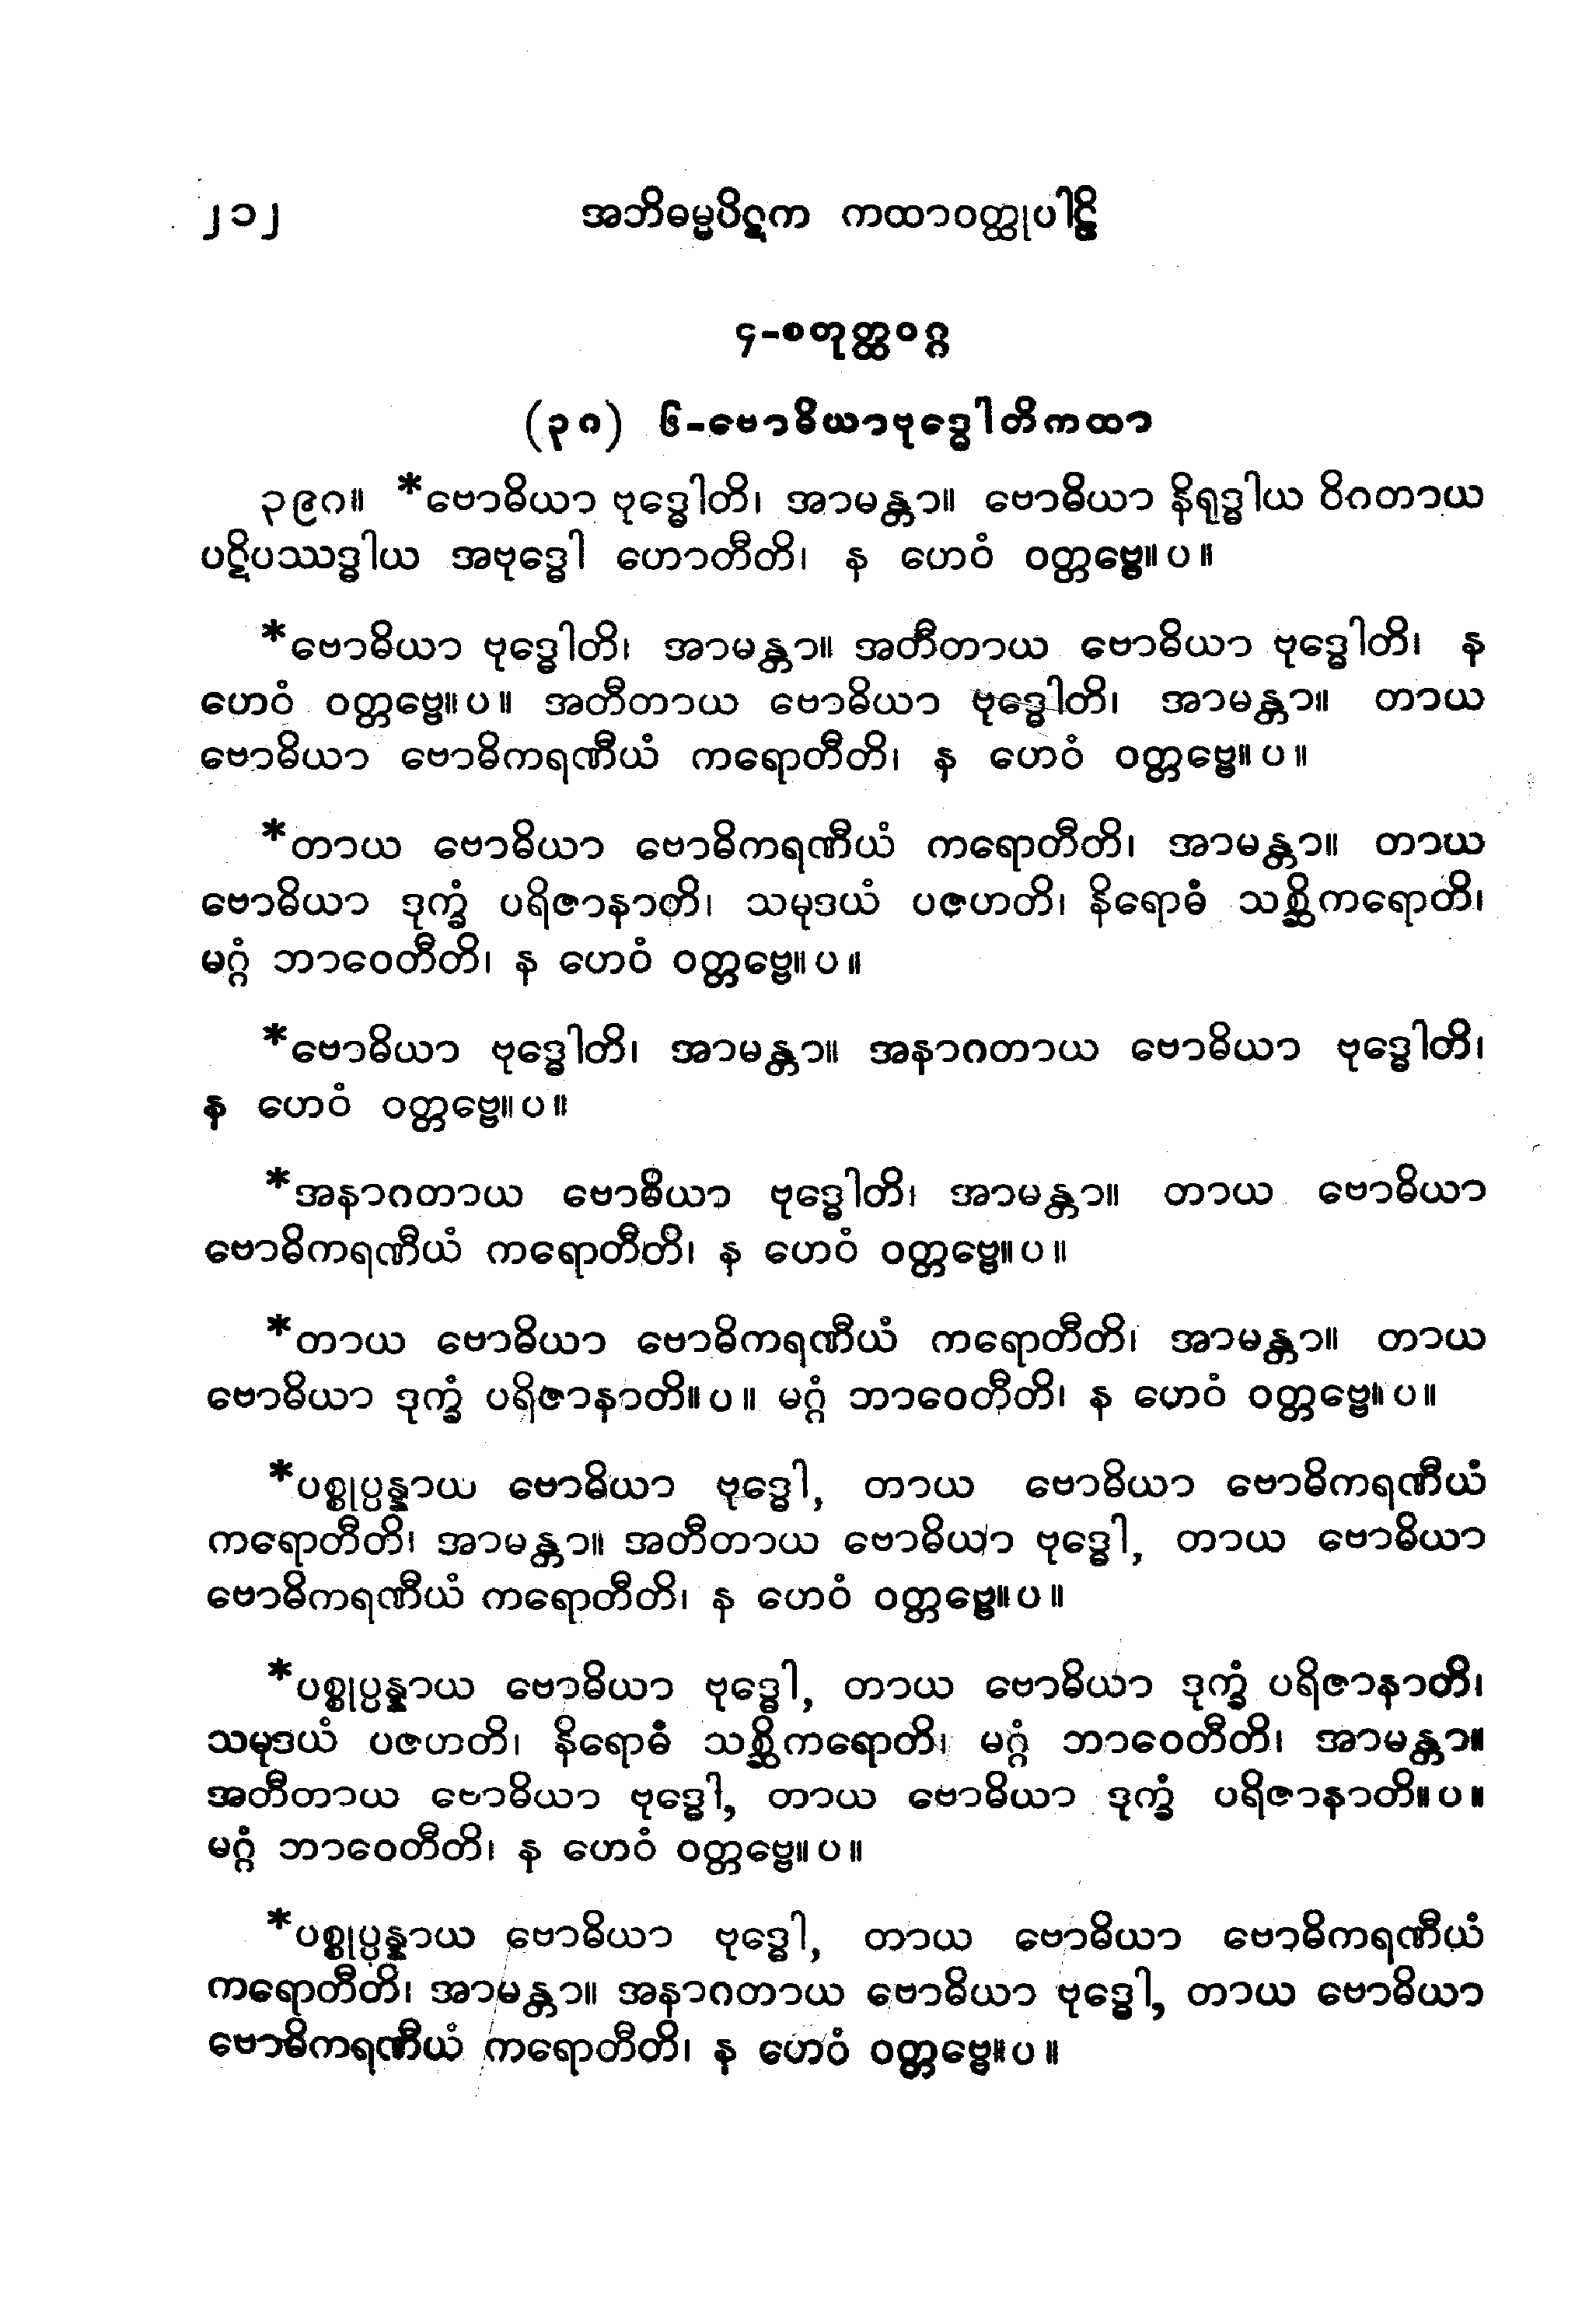 ၂၁၂ အဘိဓမ္မပိဋက ကထာဝတ္ထုပါဠိ
၄-စတုတ္ထဝဂ္ဂ
(၃၈) ၆-ဗောဓိယာဗုဒ္ဓေါတိကထာ
၃၉၈။ *ဗောဓိယာ ဗုဒ္ဓေါတိ၊ အာမန္တာ။ ဗောဓိယာ နိရုဒ္ဓါယ ဝိဂတာယ
ပဋိပဿဒ္ဓါယ အဗုဒ္ဓေါ ဟောတီတိ၊ န ဟေဝံ ဝတ္တဗ္ဗေ။ ပ ။
*ဗောဓိယာ ဗုဒ္ဓေါတိ၊ အာမန္တာ။ အတီတာယ ဗောဓိယာ ဗုဒ္ဓေါတိ၊ န
ဟေဝံ ဝတ္တဗ္ဗေ။ ပ ။ အတီတာယ ဗောဓိယာ ဗုဒ္ဓေါတိ၊ အာမန္တာ။ တာယ
ဗောဓိယာ ဗောဓိကရဏီယံ ကရောတီတိ၊ န ဟေဝံ ဝတ္တဗ္ဗေ။ ပ ။
*တာယ ဗောဓိယာ ဗောဓိကရဏီယံ ကရောတီတိ၊ အာမန္တာ။ တာယ
ဗောဓိယာ ဒုက္ခံ ပရိဇာနာတိ၊ သမုဒယံ ပဇဟတိ၊ နိရောဓံ သစ္ဆိကရောတိ၊
မဂ္ဂံ ဘာဝေတီတိ၊ န ဟေဝံ ဝတ္တဗ္ဗေ။ ပ ။
*ဗောဓိယာ ဗုဒ္ဓေါတိ၊ အာမန္တာ။ အနာဂတာယ ဗောဓိယာ ဗုဒ္ဓေါတိ၊
န ဟေဝံ ဝတ္တဗ္ဗေ။ ပ ။
*အနာဂတာယ ဗောဓိယာ ဗုဒ္ဓေါတိ၊ အာမန္တာ။ တာယ ဗောဓိယာ
ဗောဓိကရဏီယံ ကရောတီတိ၊ န ဟေဝံ ဝတ္တဗ္ဗေ။ ပ ။
*တာယ ဗောဓိယာ ဗောဓိကရဏီယံ ကရောတီတိ၊ အာမန္တာ။ တာယ
ဗောဓိယာ ဒုက္ခံ ပရိဇာနာတိ။ ပ ။ မဂ္ဂံ ဘာဝေတီတိ၊ န ဟေဝံ ဝတ္တဗ္ဗေ။ ပ ။
*ပစ္စုပ္ပန္နာယ ဗောဓိယာ ဗုဒ္ဓေါ, တာယ ဗောဓိယာ ဗောဓိကရဏီယံ
ကရောတီတိ၊ အာမန္တာ။ အတီတာယ ဗောဓိယာ ဗုဒ္ဓေါ, တာယ ဗောဓိယာ
ဗောဓိကရဏီယံ ကရောတီတိ၊ န ဟေဝံ ဝတ္တဗ္ဗေ။ ပ ။
*ပစ္စုပ္ပန္နာယ ဗောဓိယာ ဗုဒ္ဓေါ, တာယ ဗောဓိယာ ဒုက္ခံ ပရိဇာနာတိ၊
သမုဒယံ ပဇဟတိ၊ နိရောဓံ သစ္ဆိကရောတိ၊ မဂ္ဂံ ဘာဝေတီတိ၊ အာမန္တာ။
အတီတာယ ဗောဓိယာ ဗုဒ္ဓေါ, တာယ ဗောဓိယာ ဒုက္ခံ ပရိဇာနာတိ။ ပ ။
မဂ္ဂံ ဘာဝေတီတိ၊ န ဟေဝံ ဝတ္တဗ္ဗေ။ ပ ။
*ပစ္စုပ္ပန္နာယ ဗောဓိယာ ဗုဒ္ဓေါ, တာယ ဗောဓိယာ ဗောဓိကရဏီယံ
ကရောတီတိ၊ အာမန္တာ။ အနာဂတာယ ဗောဓိယာ ဗုဒ္ဓေါ, တာယ ဗောဓိယာ
ဗောဓိကရဏီယံ ကရောတီတိ၊ န ဟေဝံ ဝတ္တဗ္ဗေ။ ပ ။